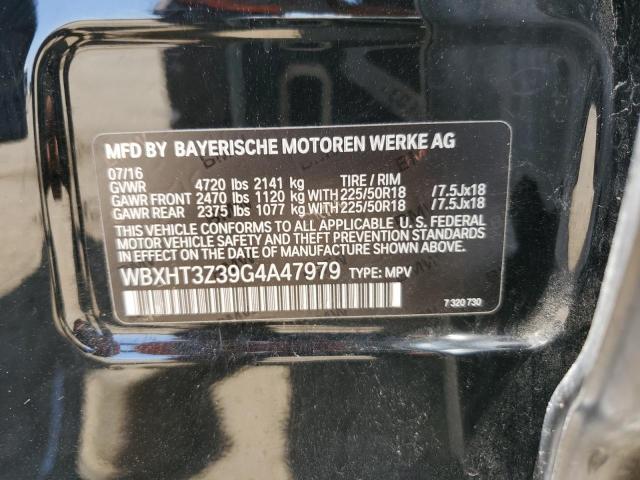 MFD BY BAYERISCHE MOTOREN WERKE AG
07/16
GVWR 4720 lbs 2141 kg TIRE / RIM
GAWR FRONT 2470 lbs 1120 kg WITH 225/50R18 /7.5Jx18
GAWR REAR 2375 lbs 1077 kg WITH 225/50R18 /7.5Jx18
THIS VEHICLE CONFORMS TO ALL APPLICABLE U. S. FEDERAL
MOTOR VEHICLE SAFETY AND THEFT PREVENTION STANDARDS
IN EFFECT ON THE DATE OF MANUFACTURE SHOWN ABOVE.
WBXHT3Z39G4A47979 TYPE: MPV
7 320 730